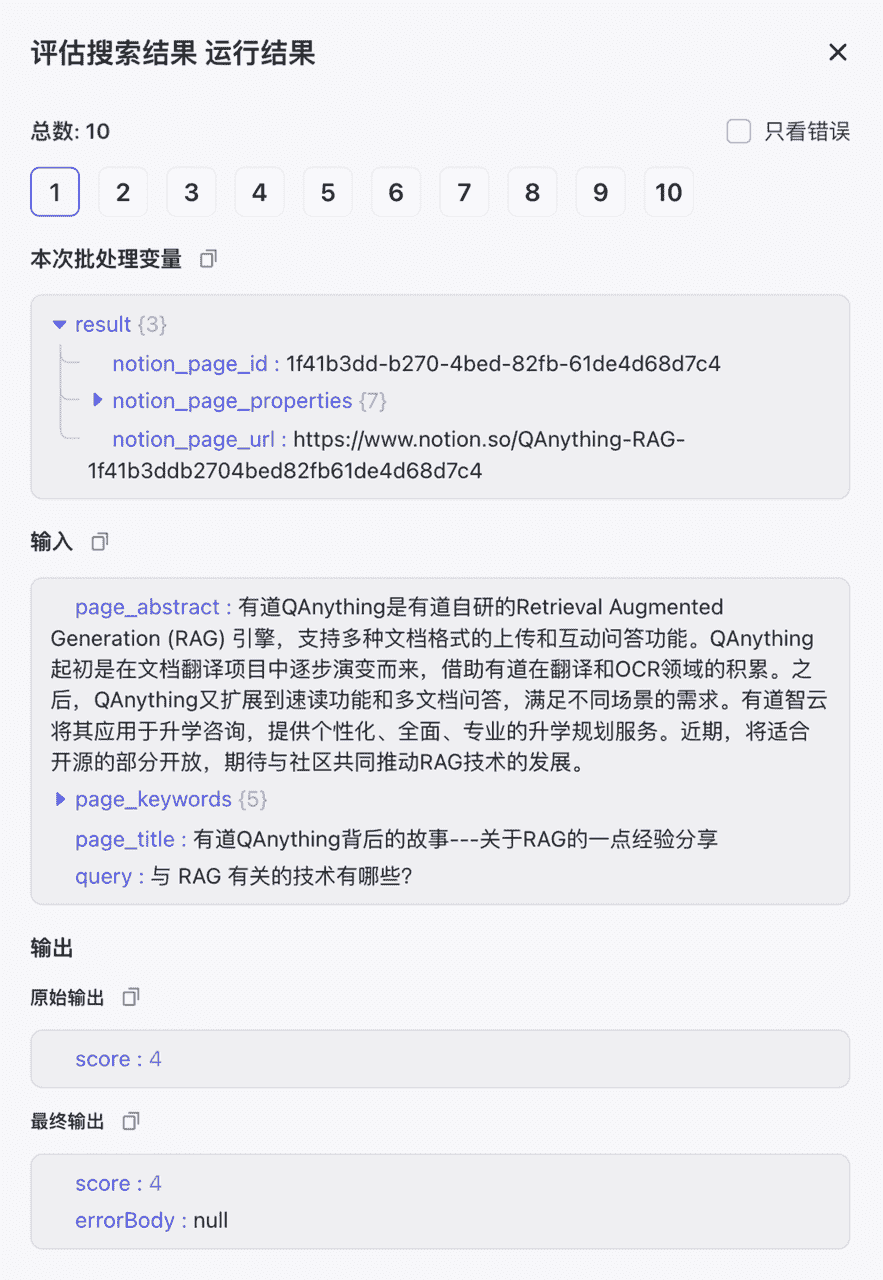 评估搜索结果 运行结果
总数: 10
只看错误
1 2 3 4 5 6 7 8 9 10
本次批处理变量
result {3}
notion_page_id : 1f41b3dd-b270-4bed-82fb-61de4d68d7c4
notion_page_properties {7}
notion_page_url : https://www.notion.so/QAnything-RAG-
1f41b3ddb2704bed82fb61de4d68d7c4
输入
page_abstract : 有道QAnything是有道自研的Retrieval Augmented
Generation (RAG) 引擎，支持多种文档格式的上传和互动问答功能。QAnything
起初是在文档翻译项目中逐步演变而来，借助有道在翻译和OCR领域的积累。之
后，QAnything又扩展到速读功能和多文档问答，满足不同场景的需求。有道智云
将其应用于升学咨询，提供个性化、全面、专业的升学规划服务。近期，将适合
开源的部分开放，期待与社区共同推动RAG技术的发展。
page_keywords {5}
page_title : 有道QAnything背后的故事---关于RAG的一点经验分享
query : 与 RAG 有关的技术有哪些?
输出
原始输出
score : 4
最终输出
score : 4
errorBody : null